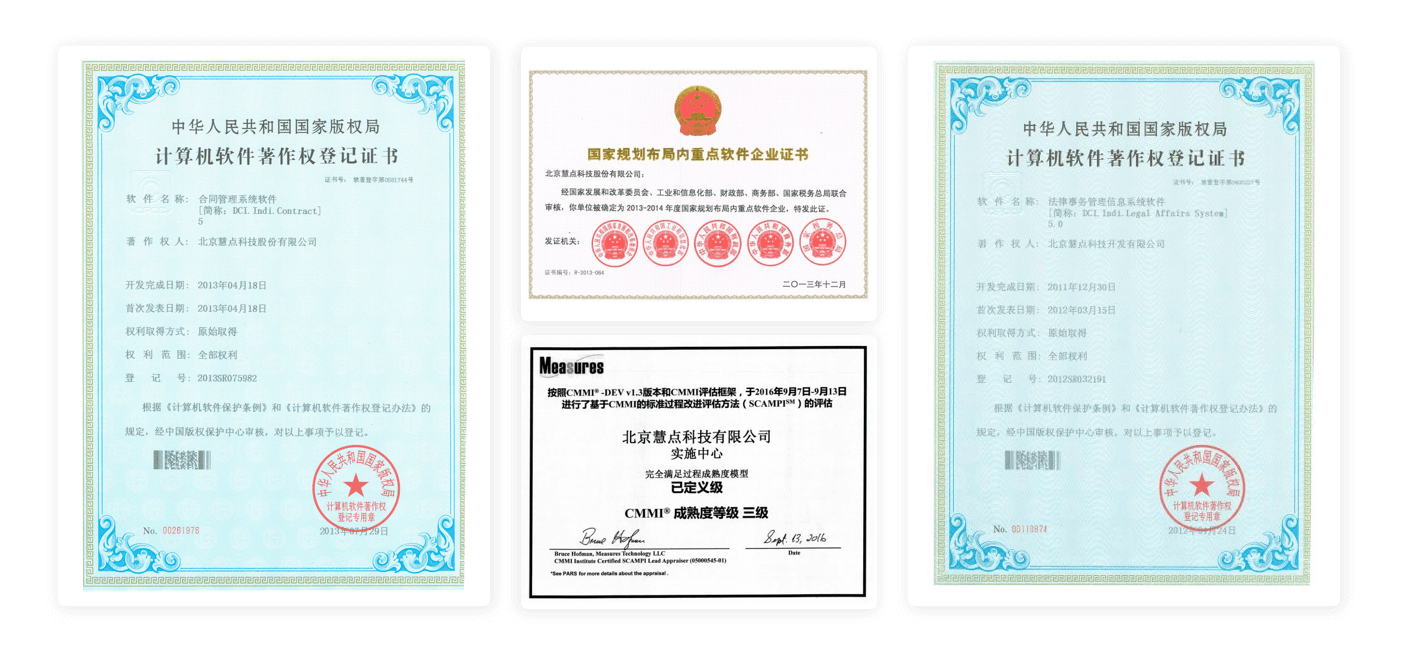 中华人民共和国国家版权局
计算机软件著作权登记证书
证书号: 软著登字第0581744号
软件名称: 合同管理系统软件
[简称: DCI.Indi.Contract]
5
著作权人: 北京慧点科技股份有限公司
开发完成日期: 2013年04月18日
首次发表日期: 2013年04月18日
权利取得方式: 原始取得
权利范围: 全部权利
登记号: 2013SR075982
根据《计算机软件保护条例》和《计算机软件著作权登记办法》的
规定，经中国版权保护中心审核，对以上事项予以登记。
中华人民共和国国家版权局
计算机软件著作权
登记专用章
No. 00261976
2013年07月29日
国家规划布局内重点软件企业证书
北京慧点科技股份有限公司:
经国家发展和改革委员会、工业和信息化部、财政部、商务部、国家税务总局联合
审核，你单位被确定为 2013-2014 年度国家规划布局内重点软件企业，特发此证。
发证机关:
证书编号: R-2013-064
二〇一三年十二月
Measures
按照CMMI®-DEV v1.3版本和CMMI评估框架，于2016年9月7日-9月13日
进行了基于CMMI的标准过程改进评估方法（SCAMPI℠）的评估
北京慧点科技有限公司
实施中心
完全满足过程成熟度模型
已定义级
CMMI® 成熟度等级 三级
Bruce Hofman
Sept. 13, 2016
Bruce Hofman, Measures Technology LLC
Date
CMMI Institute Certified SCAMPI Lead Appraiser (05000545-01)
*See PARS for more details about the appraisal .
中华人民共和国国家版权局
计算机软件著作权登记证书
软件名称: 法律事务管理信息系统软件
[简称: DCI.Indi.Legal Affairs System]
5.0
著作权人: 北京慧点科技开发有限公司
开发完成日期: 2011年12月30日
首次发表日期: 2012年03月15日
权利取得方式: 原始取得
权利范围: 全部权利
登记号: 2012SR032191
根据《计算机软件保护条例》和《计算机软件著作权登记办法》的
规定，经中国版权保护中心审核，对以上事项予以登记。
中华人民共和国国家版权局
计算机软件著作权
登记专用章
No. 00110874
2012年04月24日